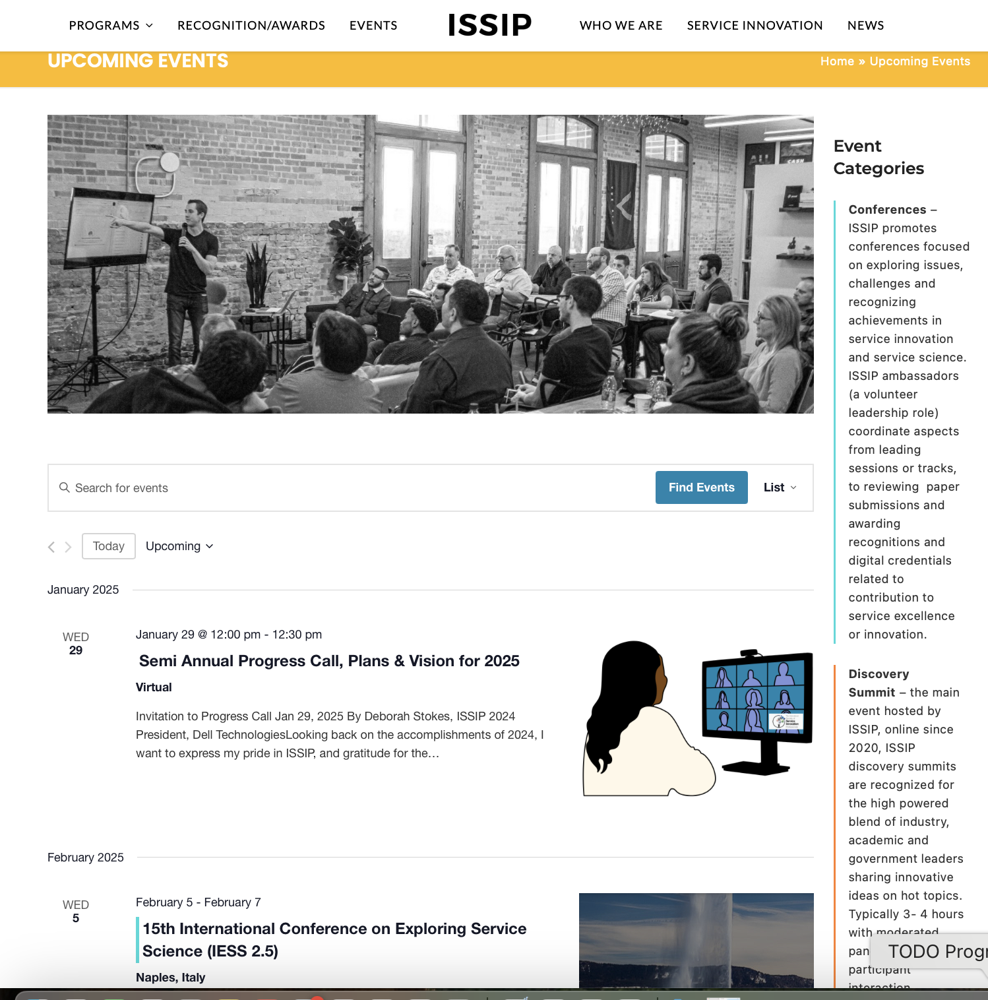 PROGRAMS
RECOGNITION/AWARDS
EVENTS
ISSIP
WHO WE ARE
SERVICE INNOVATION
NEWS
UPCOMING EVENTS
Home » Upcoming Events
Search for events
Find Events
List
Today
Upcoming
January 2025
WED
29
January 29 @ 12:00 pm - 12:30 pm
Semi Annual Progress Call, Plans & Vision for 2025
Virtual
Invitation to Progress Call Jan 29, 2025 By Deborah Stokes, ISSIP 2024
President, Dell TechnologiesLooking back on the accomplishments of 2024, I
want to express my pride in ISSIP, and gratitude for the…
February 2025
WED
5
February 5 - February 7
15th International Conference on Exploring Service
Science (IESS 2.5)
Naples, Italy
Event
Categories
Conferences –
ISSIP promotes
conferences focused
on exploring issues,
challenges and
recognizing
achievements in
service innovation
and service science.
ISSIP ambassadors
(a volunteer
leadership role)
coordinate aspects
from leading
sessions or tracks,
to reviewing  paper
submissions and
awarding
recognitions and
digital credentials
related to
contribution to
service excellence
or innovation.
Discovery
Summit – the main
event hosted by
ISSIP, online since
2020, ISSIP
discovery summits
are recognized for
the high powered
blend of industry,
academic and
government leaders
sharing innovative
ideas on hot topics.
Typically 3- 4 hours
with moderated
pan
participant
interaction
TODO Progr